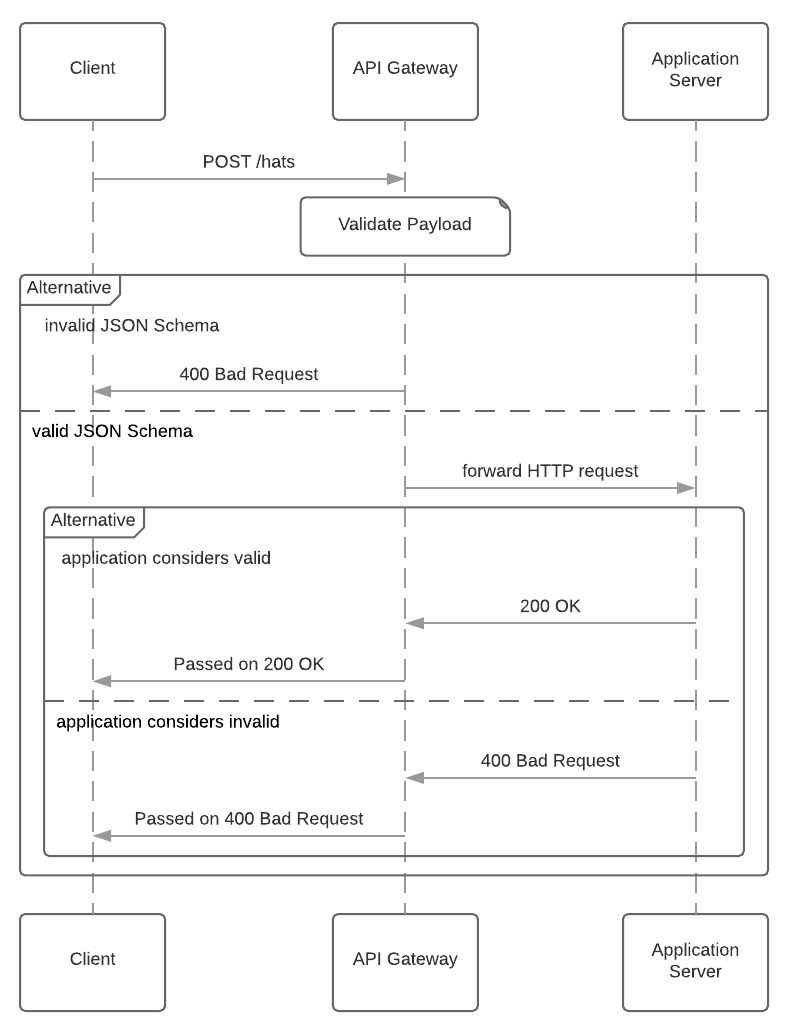 Client
API Gateway
Application
Server
POST /hats
Validate Payload
Alternative
invalid JSON Schema
400 Bad Request
valid JSON Schema
forward HTTP request
Alternative
application considers valid
200 OK
Passed on 200 OK
application considers invalid
400 Bad Request
Passed on 400 Bad Request
Client
API Gateway
Application
Server